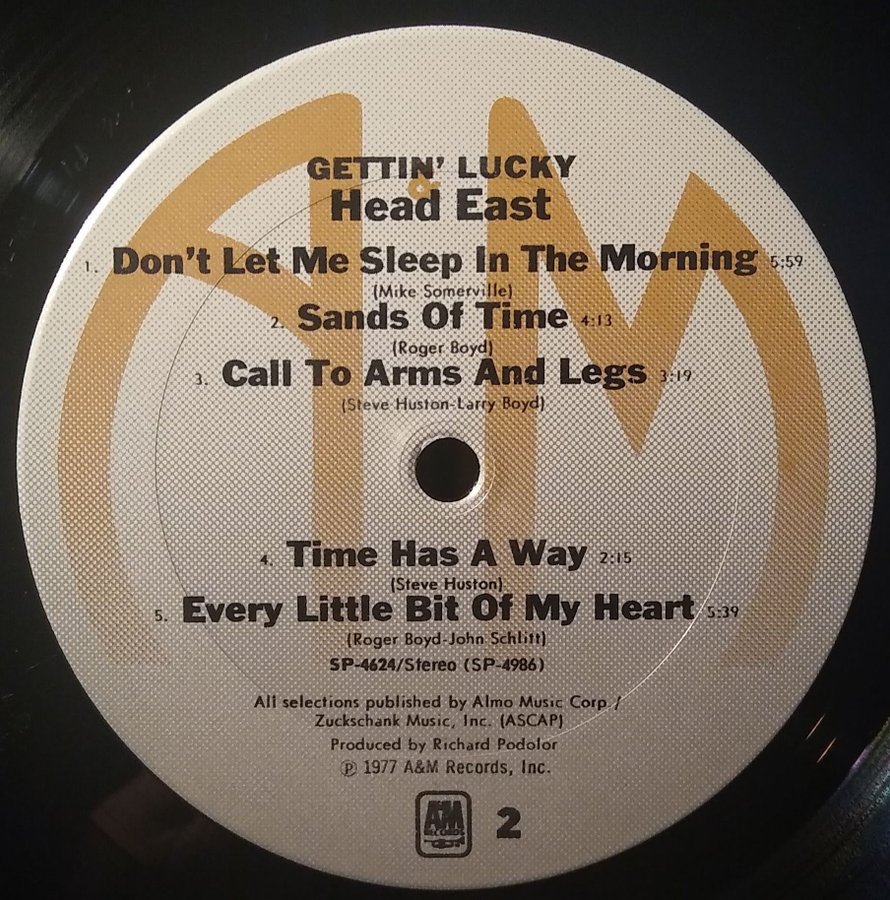 GETTIN' LUCKY
Head East
1. Don't Let Me Sleep In The Morning 5:59
(Mike Somerville)
2. Sands Of Time 4:13
(Roger Boyd)
3. Call To Arms And Legs 3:19
(Steve Huston-Larry Boyd)
4. Time Has A Way 2:15
(Steve Huston)
5. Every Little Bit Of My Heart 5:39
(Roger Boyd-John Schlitt)
SP-4624/Stereo (SP-4986)
All selections published by Almo Music Corp./
Zuckschank Music, Inc. (ASCAP)
Produced by Richard Podolor
℗ 1977 A&M Records, Inc.
A&M
RECORDS
2